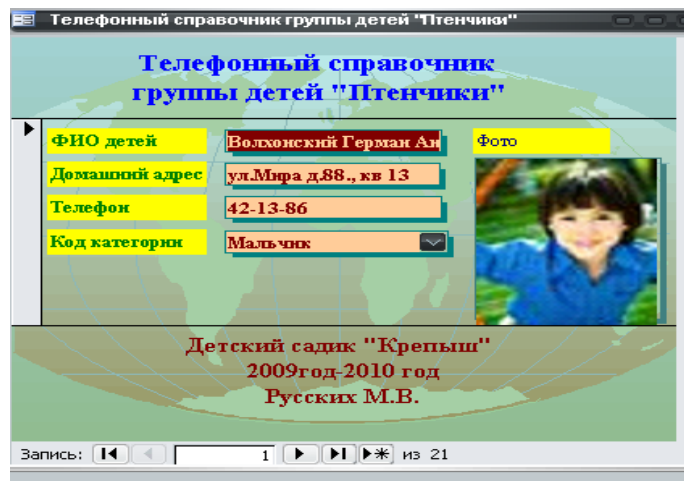 Телефонный справочник группы детей "Птенчики"
Телефонный справочник
группы детей "Птенчики"
ФИО детей
Волхонский Герман Ан
Фото
Домашний адрес
ул.Мира д.88., кв 13
Телефон
42-13-86
Код категории
Мальчик
Детский садик "Крепыш"
2009год-2010 год
Русских М.В.
Запись: 1 из 21